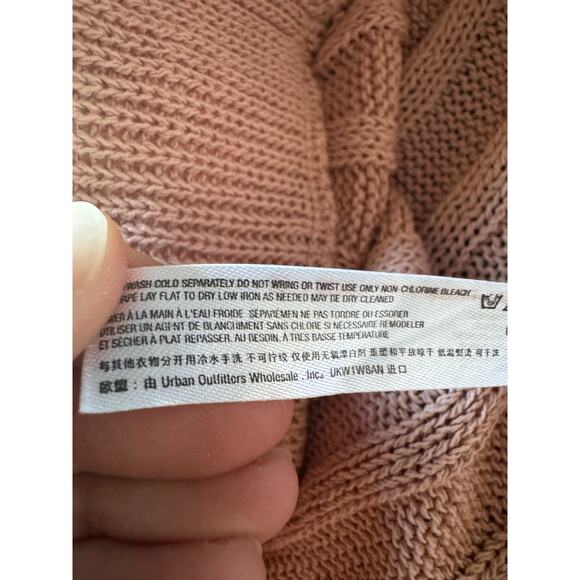 WASH COLD SEPARATELY DO NOT WRING OR TWIST USE ONLY NON-CHLORINE BLEACH
LAY FLAT TO DRY LOW IRON AS NEEDED MAY BE DRY CLEANED
À LA MAIN À L'EAU FROIDE SÉPARÉMEN NE PAS TORDRE OU ESSORER
UTILISER UN AGENT DE BLANCHIMENT SANS CHLORE SI NÉCESSAIRE REMODELER
ET SÉCHER À PLAT REPASSER. AU BESOIN, À TRÈS BASSE TEMPÉRATURE
与其他衣物分开用冷水手洗 不可拧绞 仅使用无氯漂白剂 重塑和平放晾干 低温熨烫 可干洗
欧盟：由 Urban Outfitters Wholesale , Inc。 UKW1W8AN 进口